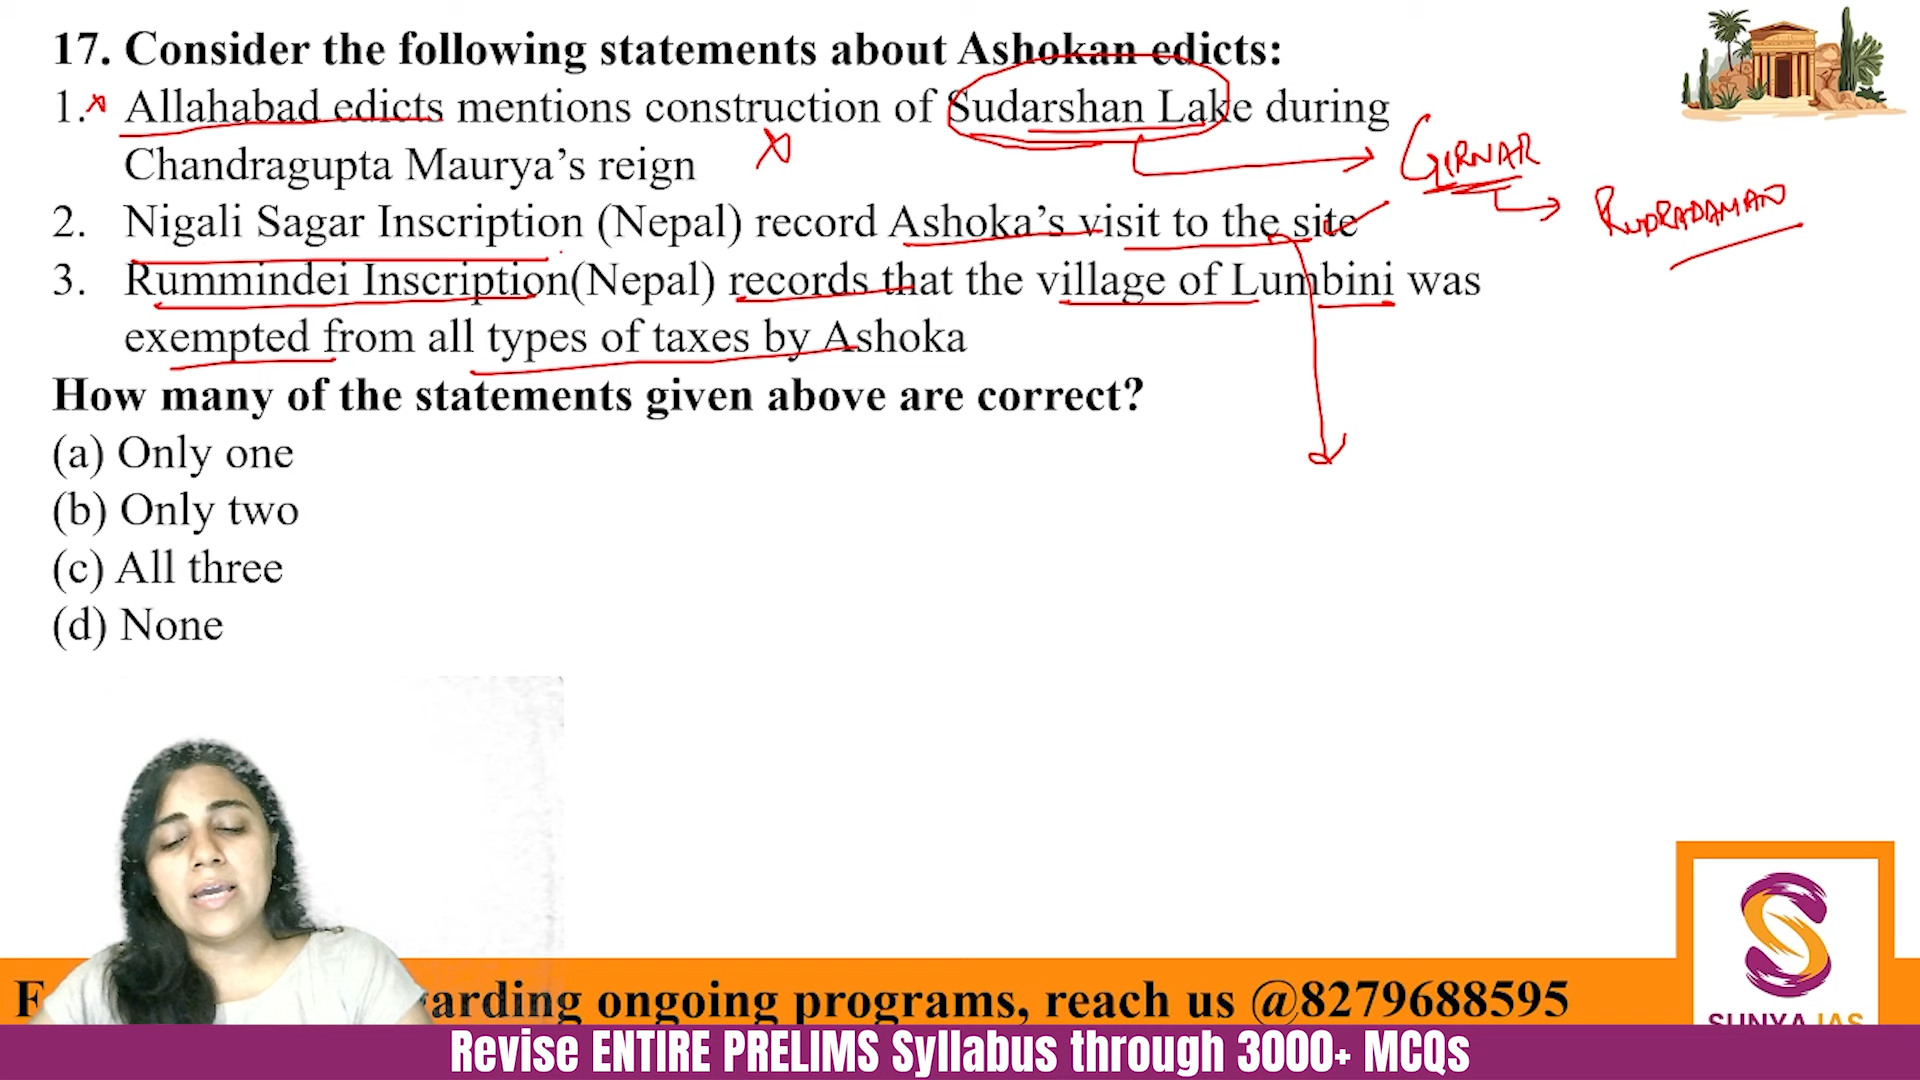 17. Consider the following statements about Ashokan edicts:
1. x Allahabad edicts mentions construction of Sudarshan Lake during
Chandragupta Maurya’s reign
GIRNAR
RUDRADAMAN
2. Nigali Sagar Inscription (Nepal) record Ashoka’s visit to the site
3. Rummindei Inscription(Nepal) records that the village of Lumbini was
exempted from all types of taxes by Ashoka
How many of the statements given above are correct?
(a) Only one
(b) Only two
(c) All three
(d) None
F arding ongoing programs, reach us @8279688595
SUNYA IAS
Revise ENTIRE PRELIMS Syllabus through 3000+ MCQs